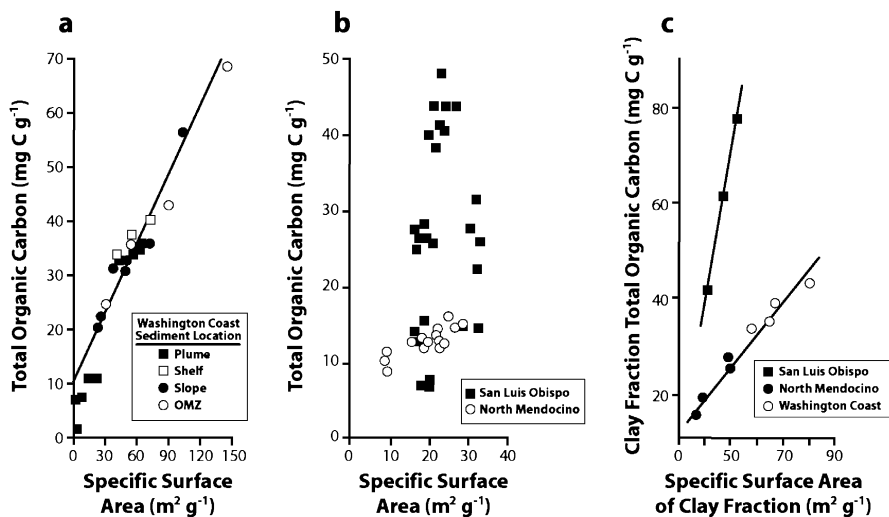 a
Total Organic Carbon (mg C g⁻¹)
70
60
50
40
30
20
10
0
Washington Coast
Sediment Location
Plume
Shelf
Slope
OMZ
0 30 60 90 120 150
Specific Surface
Area (m² g⁻¹)
b
Total Organic Carbon (mg C g⁻¹)
50
40
30
20
10
0
San Luis Obispo
North Mendocino
0 10 20 30 40
Specific Surface
Area (m² g⁻¹)
c
Clay Fraction Total Organic Carbon (mg C g⁻¹)
80
60
40
20
San Luis Obispo
North Mendocino
Washington Coast
0 10 50 90
Specific Surface Area
of Clay Fraction (m² g⁻¹)